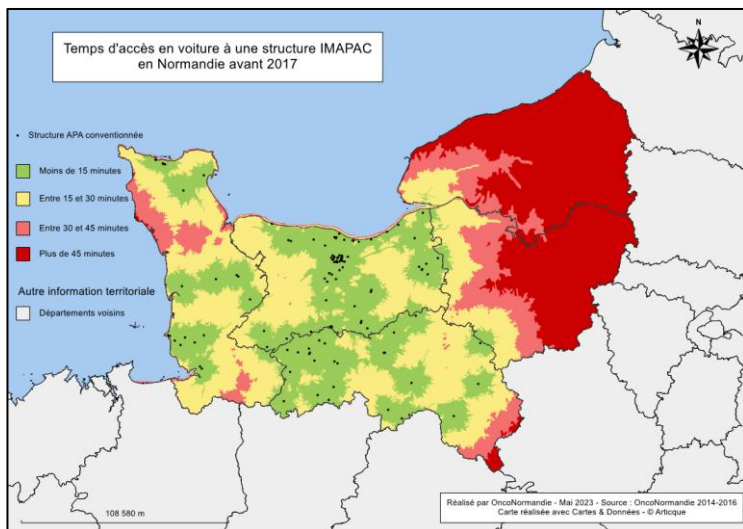 Temps d'accès en voiture à une structure IMAPAC
en Normandie avant 2017
N
Structure APA conventionnée
Moins de 15 minutes
Entre 15 et 30 minutes
Entre 30 et 45 minutes
Plus de 45 minutes
Autre information territoriale
Départements voisins
108 580 m
Réalisé par OncoNormandie - Mai 2023 - Source : OncoNormandie 2014-2016
Carte réalisée avec Cartes & Données - © Articque